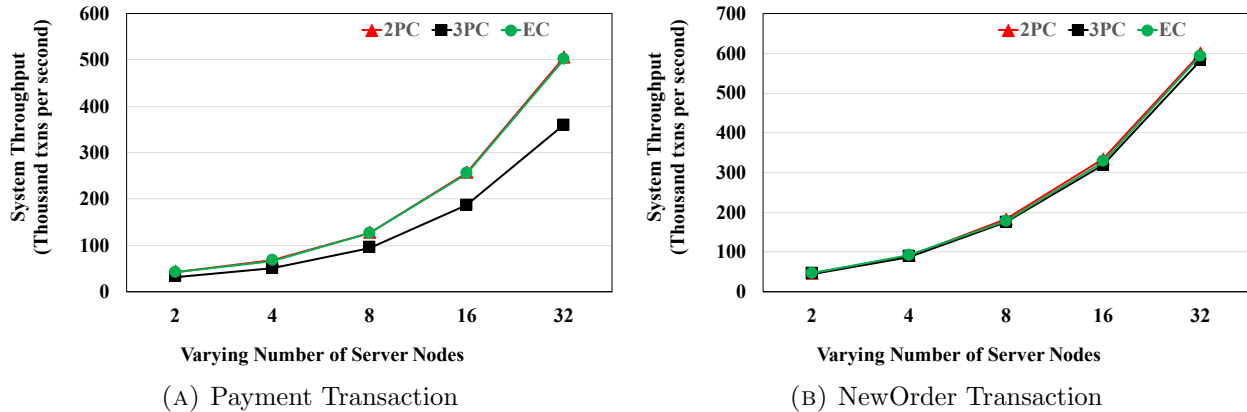 System Throughput
(Thousand txns per second)
600
500
400
300
200
100
0
2PC 3PC EC
2 4 8 16 32
Varying Number of Server Nodes
(A) Payment Transaction
System Throughput
(Thousand txns per second)
700
600
500
400
300
200
100
0
2PC 3PC EC
2 4 8 16 32
Varying Number of Server Nodes
(B) NewOrder Transaction